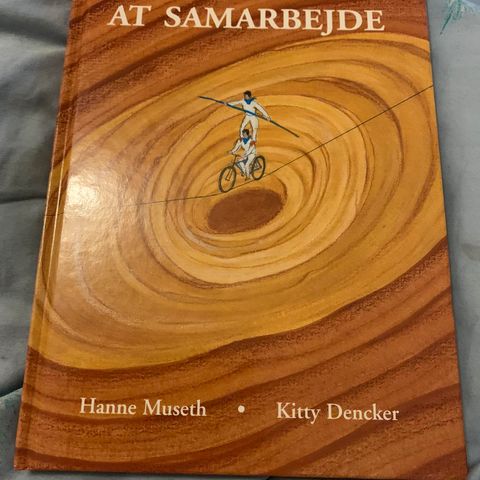 AT SAMARBEJDE
Hanne Museth • Kitty Dencker